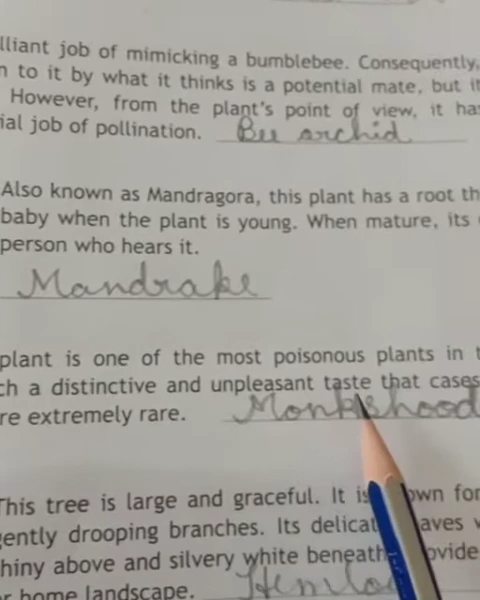 lliant job of mimicking a bumblebee. Consequently,
n to it by what it thinks is a potential mate, but it
However, from the plant's point of view, it has
ial job of pollination. Bee orchid
Also known as Mandragora, this plant has a root th
baby when the plant is young. When mature, its
person who hears it.
Mandrake
plant is one of the most poisonous plants in t
ch a distinctive and unpleasant taste that cases
re extremely rare. Monkshood
This tree is large and graceful. It is own for
gently drooping branches. Its delicat aves
shiny above and silvery white beneath ovide
r home landscape. Hemloc